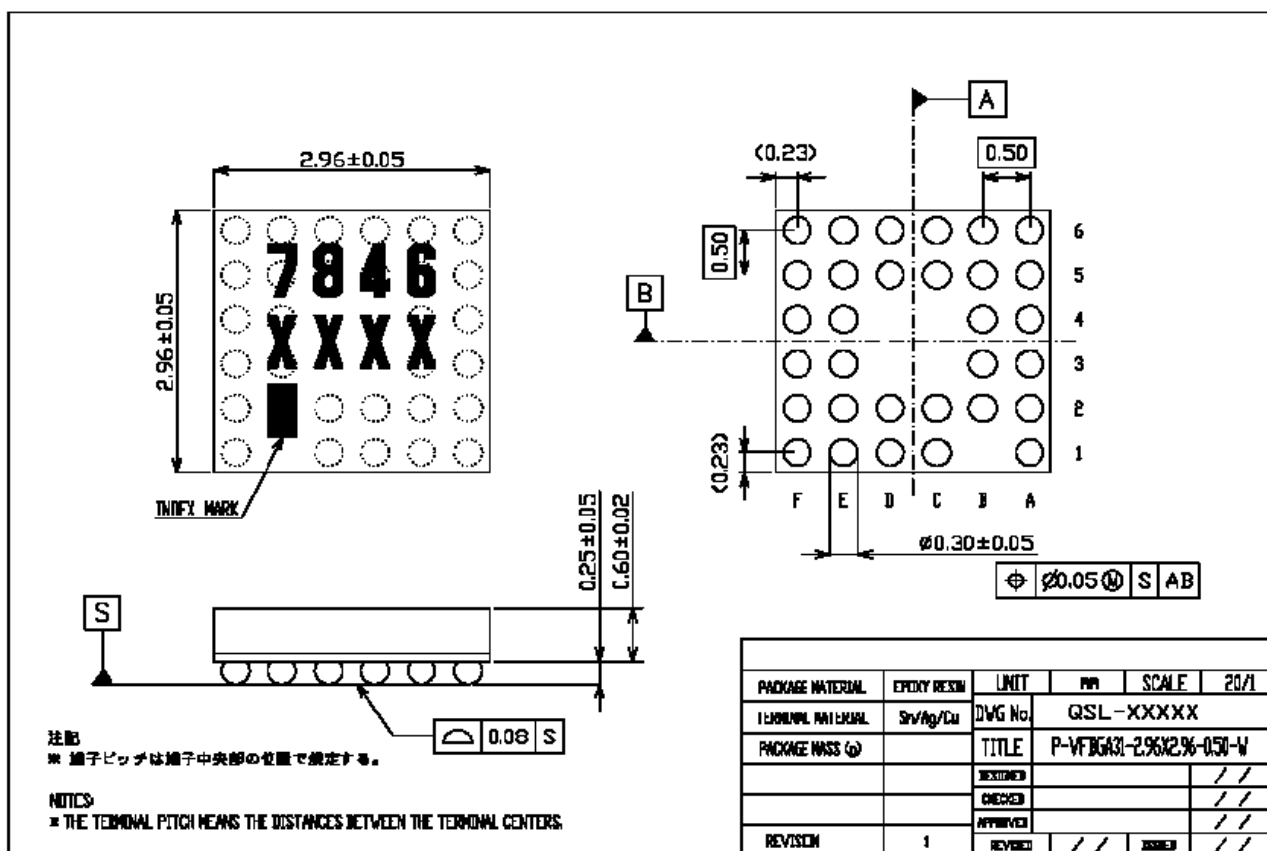 2.96±0.05
2.96±0.05
7846
XXXX
INDEX MARK
A
(0.23)
0.50
0.50
B
(0.23)
6
5
4
3
2
1
F E D C B A
Ø0.30±0.05
⌖ Ø0.05Ⓜ S AB
0.25±0.05
0.60±0.02
S
⌓ 0.08 S
注記
※ 端子ピッチは端子中央部の位置で規定する。
NOTES
※ THE TERMINAL PITCH MEANS THE DISTANCES BETWEEN THE TERMINAL CENTERS.
PACKAGE MATERIAL EPOXY RESIN UNIT mm SCALE 20/1
TERMINAL MATERIAL Sn/Ag/Cu DWG No. QSL-XXXXX
PACKAGE MASS (g) TITLE P-VFBGA31-2.96X2.96-0.50-W
DESIGNED / /
CHECKED / /
APPROVED / /
REVISION 1 REVISED / / ISSUED / /